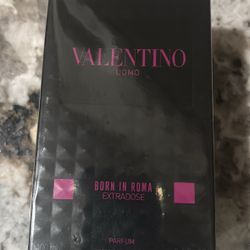 VALENTINO
UOMO
BORN IN ROMA
EXTRADOSE
PARFUM